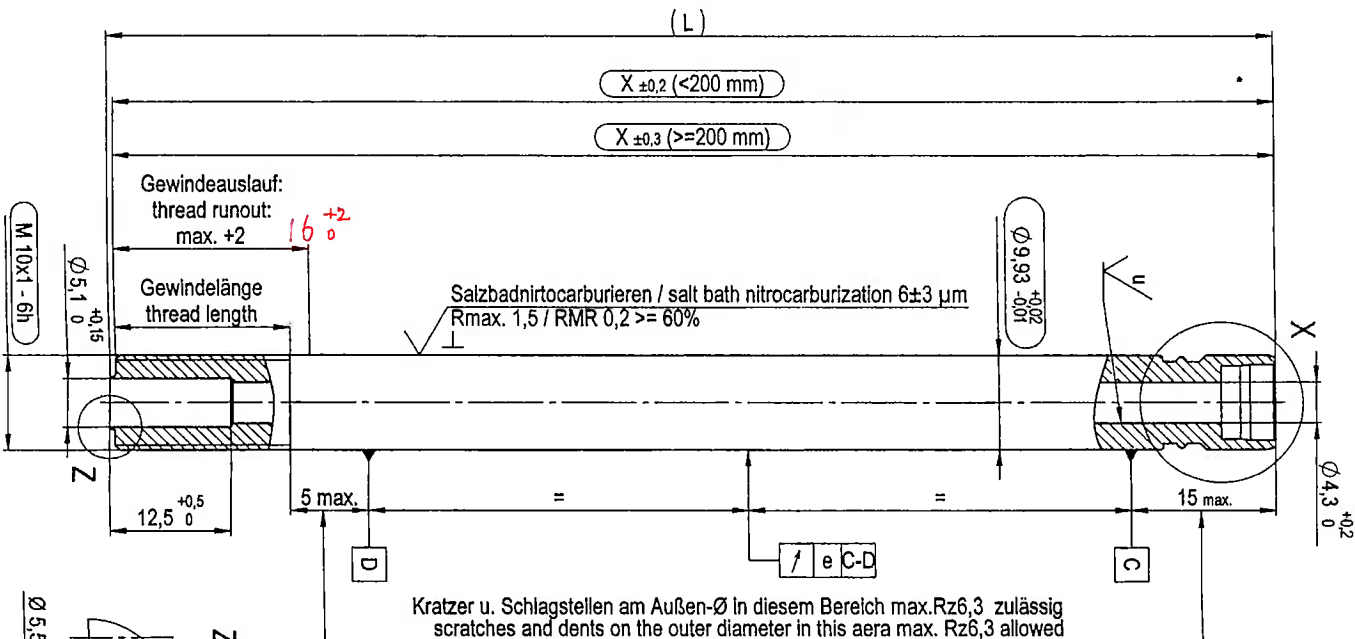 (L)
X ±0,2 (<200 mm)
X ±0,3 (>=200 mm)
Gewindeauslauf:
thread runout:
max. +2
16 +2 0
Gewindelänge
thread length
M 10x1 - 6h
Ø5,1 +0,15 0
Salzbadnirtocarburieren / salt bath nitrocarburization 6±3 µm
Rmax. 1,5 / RMR 0,2 >= 60%
Ø9,93 +0,02 -0,01
u
X
Z
Ø4,3 +0,2 0
12,5 +0,5 0
5 max.
=
=
15 max.
D
e C-D
C
Kratzer u. Schlagstellen am Außen-Ø in diesem Bereich max.Rz6,3 zulässig
scratches and dents on the outer diameter in this aera max. Rz6,3 allowed
Ø5,5
Z